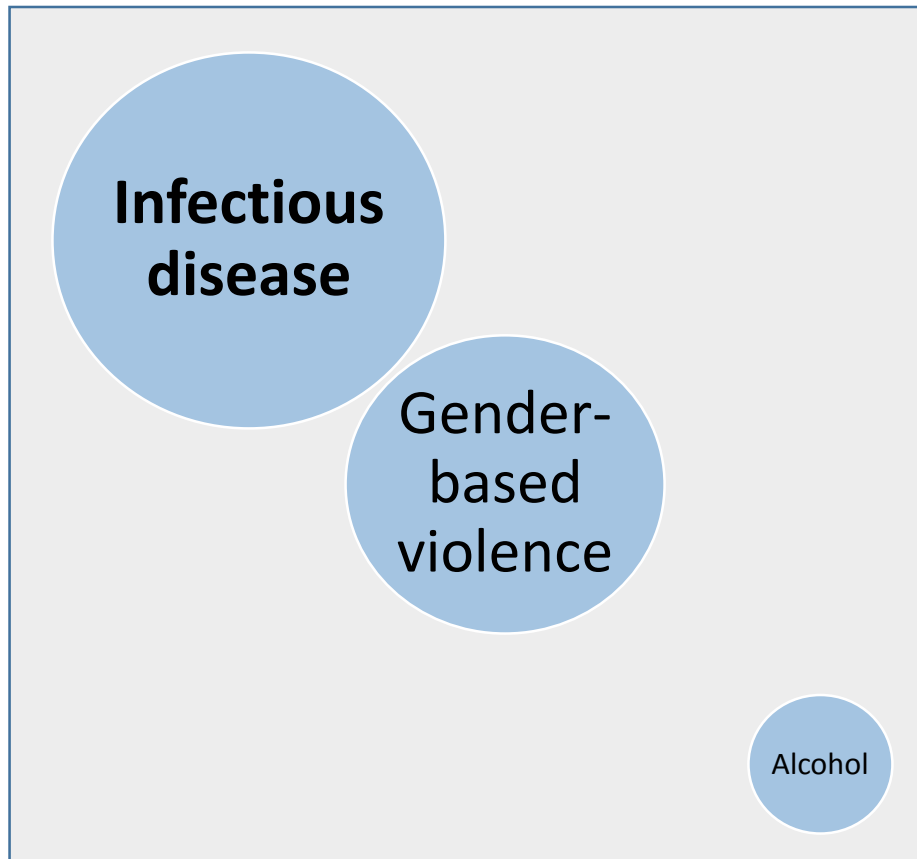 Infectious
disease
Gender-
based
violence
Alcohol